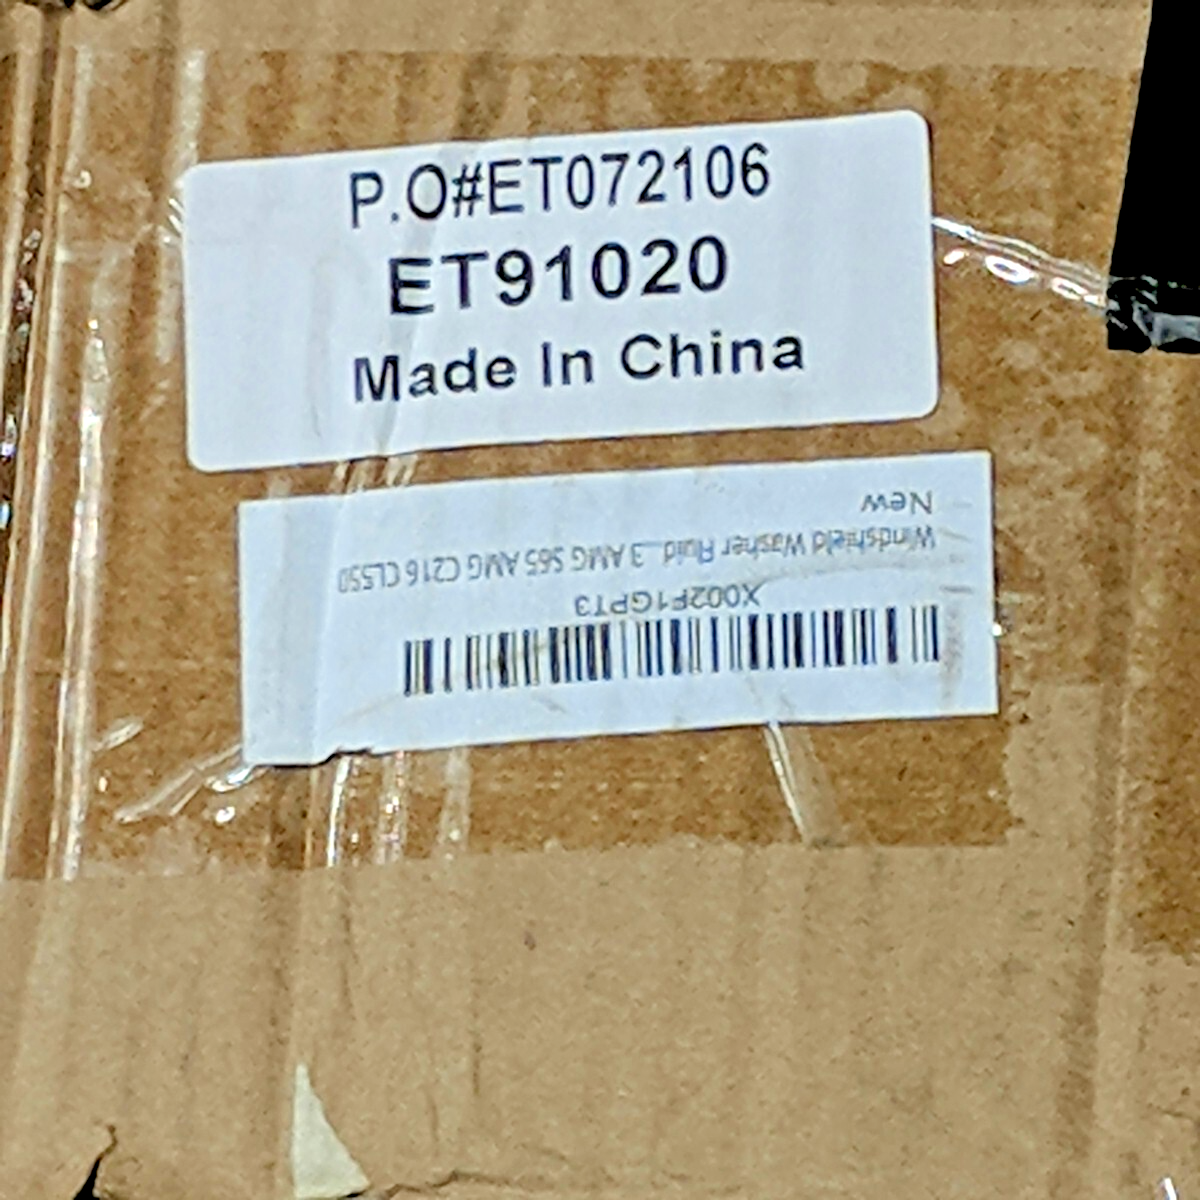 P.O#ET072106
ET91020
Made In China
X002F1GPT3
Windshield Washer Fluid...3 AMG S65 AMG C216 CL550
New